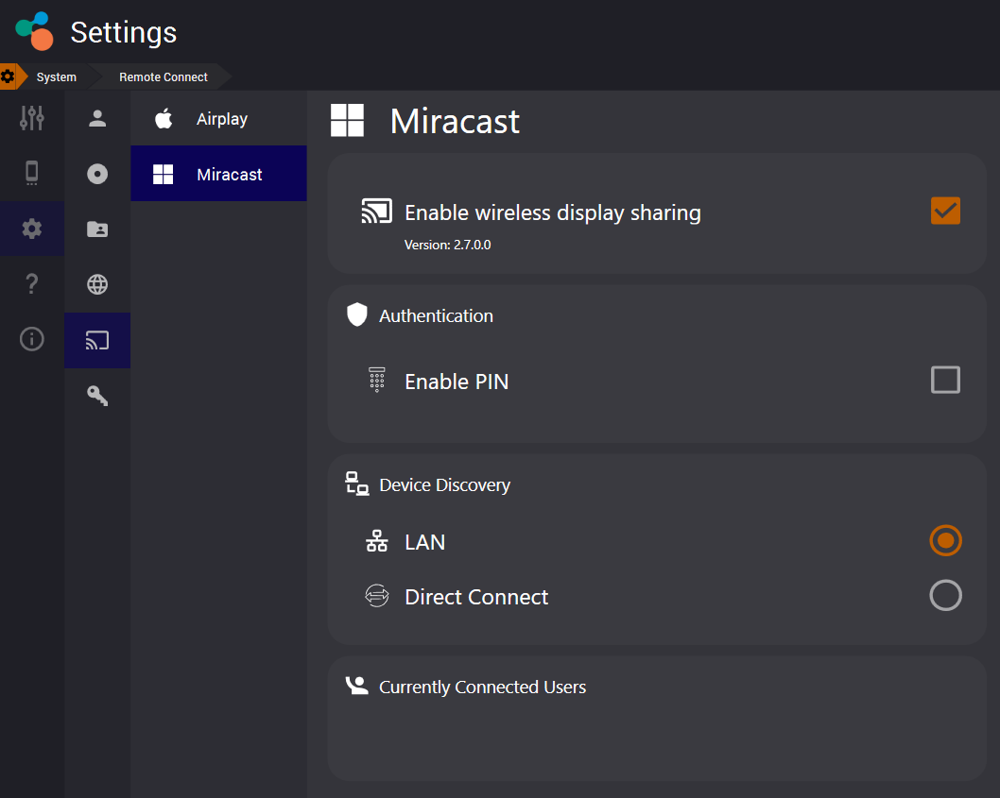 Settings
System
Remote Connect
Airplay
Miracast
Miracast
Enable wireless display sharing
Version: 2.7.0.0
Authentication
Enable PIN
Device Discovery
LAN
Direct Connect
Currently Connected Users